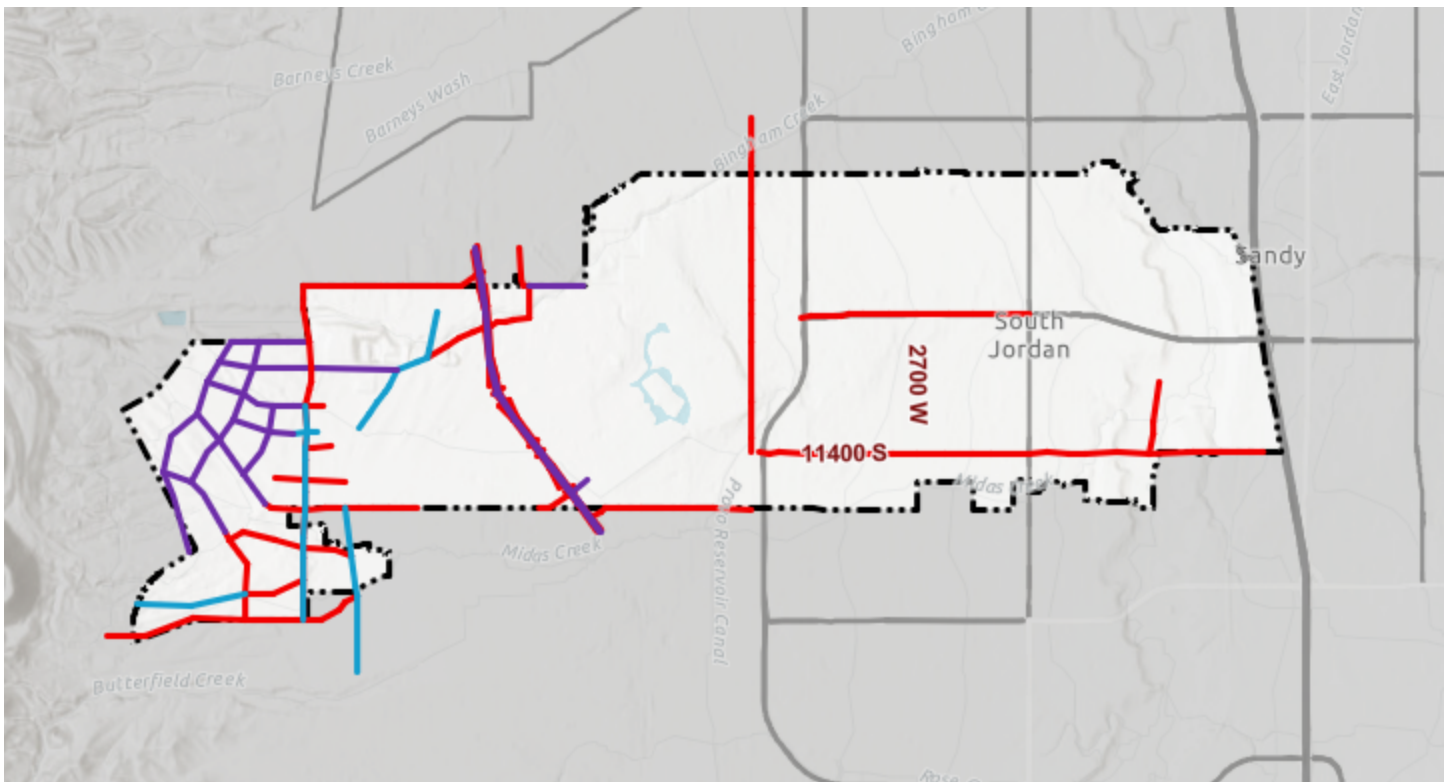 Bingham C
East Jordan
Barneys Creek
Barneys Wash
Bingham Creek
Sandy
South
Jordan
2700 W
11400 S
Midas Creek
Provo Reservoir Canal
Midas Creek
Butterfield Creek
Rose